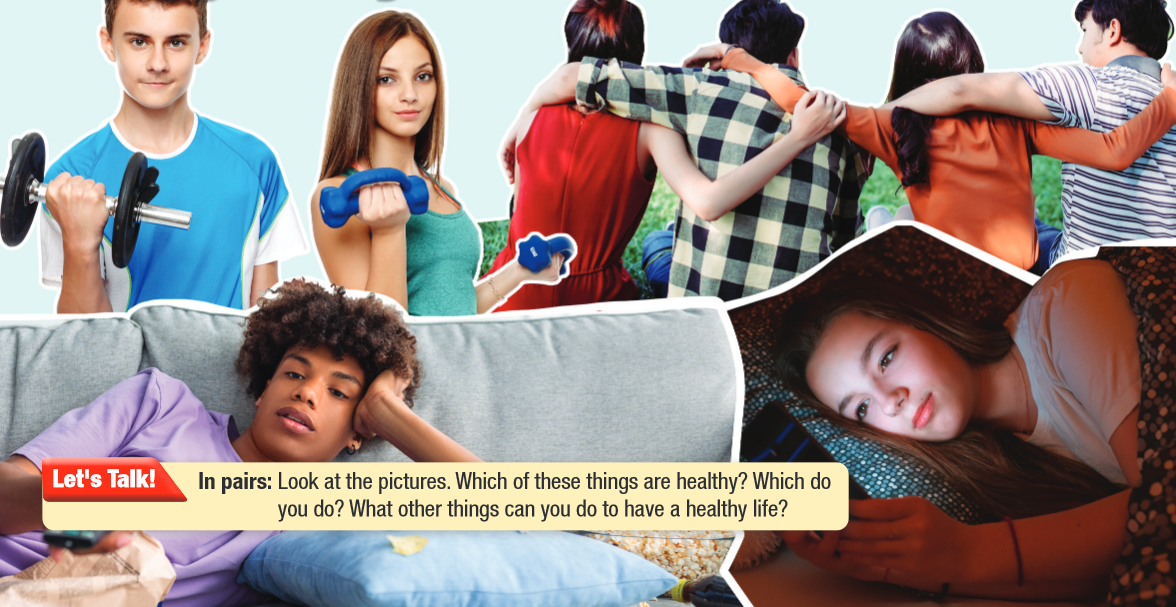 Let's Talk!
In pairs: Look at the pictures. Which of these things are healthy? Which do
you do? What other things can you do to have a healthy life?